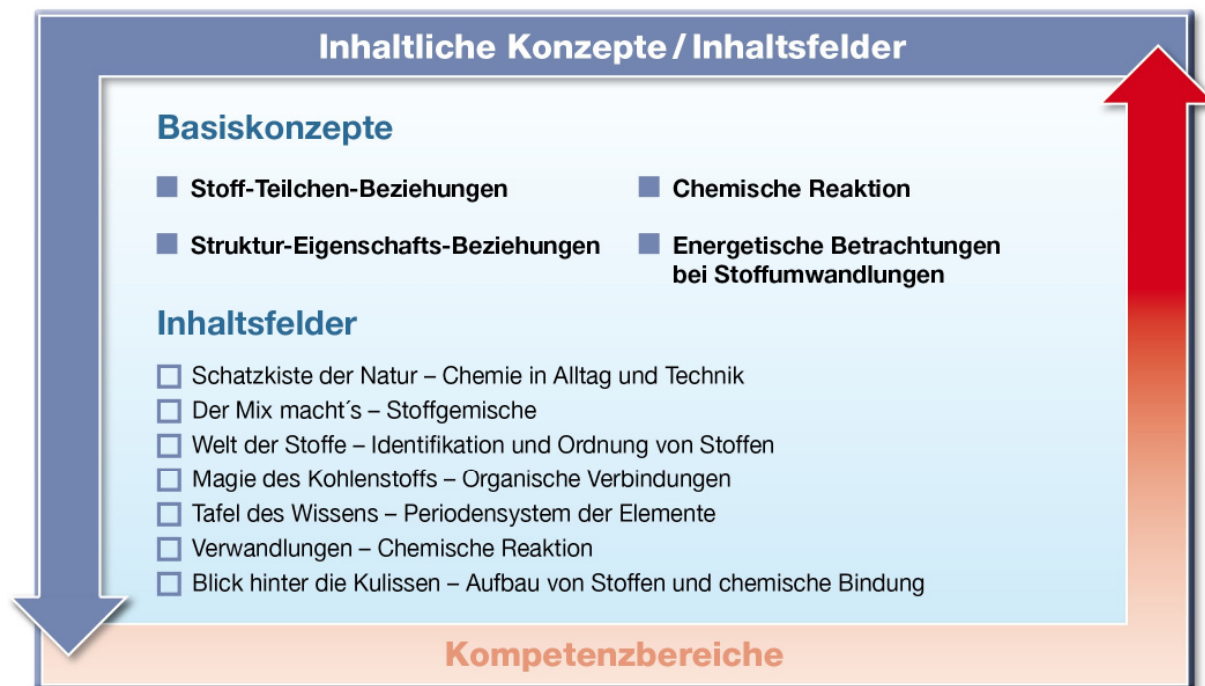 Inhaltliche Konzepte / Inhaltsfelder
Basiskonzepte
Stoff-Teilchen-Beziehungen
Chemische Reaktion
Struktur-Eigenschafts-Beziehungen
Energetische Betrachtungen
bei Stoffumwandlungen
Inhaltsfelder
Schatzkiste der Natur – Chemie in Alltag und Technik
Der Mix macht´s – Stoffgemische
Welt der Stoffe – Identifikation und Ordnung von Stoffen
Magie des Kohlenstoffs – Organische Verbindungen
Tafel des Wissens – Periodensystem der Elemente
Verwandlungen – Chemische Reaktion
Blick hinter die Kulissen – Aufbau von Stoffen und chemische Bindung
Kompetenzbereiche